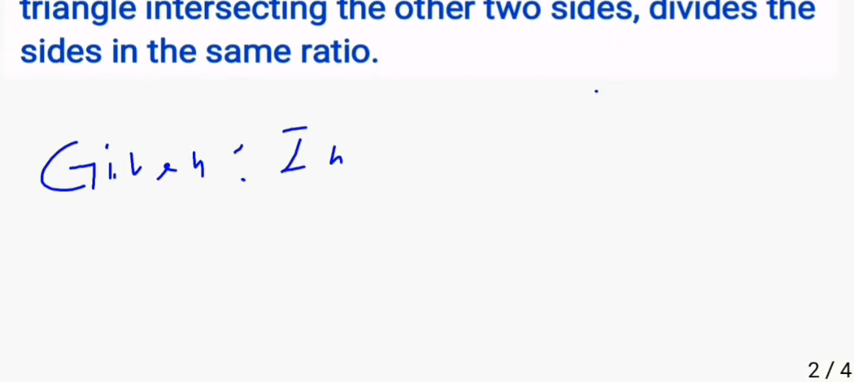 triangle intersecting the other two sides, divides the
sides in the same ratio.
Given : In
2 / 4